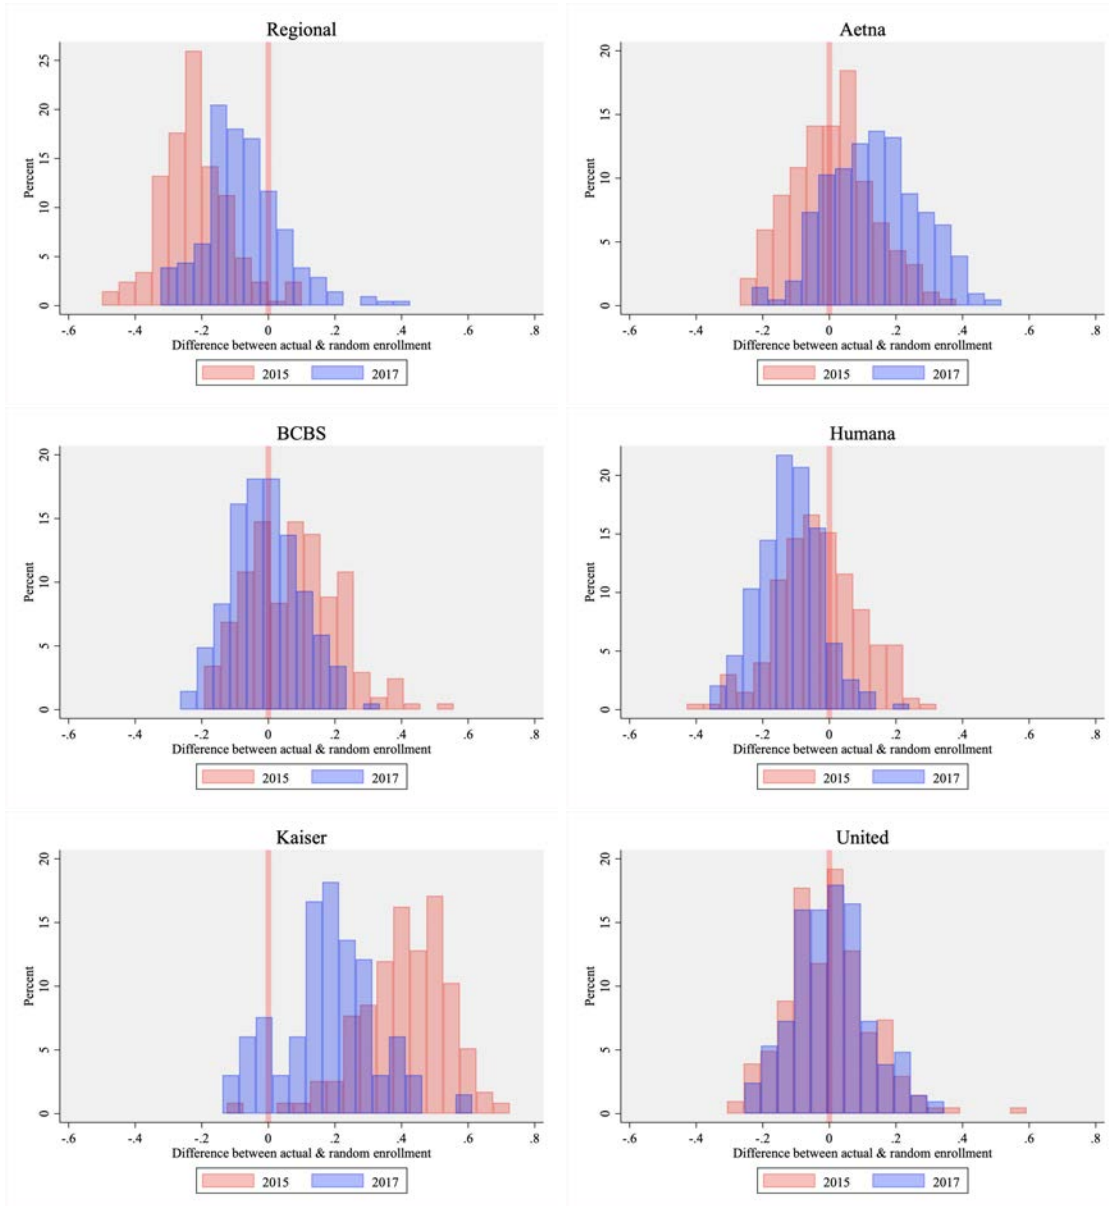 Regional
Percent
25
20
15
10
5
0
-.6 -.4 -.2 0 .2 .4 .6 .8
Difference between actual & random enrollment
2015 2017
Aetna
Percent
20
15
10
5
0
-.6 -.4 -.2 0 .2 .4 .6 .8
Difference between actual & random enrollment
2015 2017
BCBS
Percent
20
15
10
5
0
-.6 -.4 -.2 0 .2 .4 .6 .8
Difference between actual & random enrollment
2015 2017
Humana
Percent
20
15
10
5
0
-.6 -.4 -.2 0 .2 .4 .6 .8
Difference between actual & random enrollment
2015 2017
Kaiser
Percent
20
15
10
5
0
-.6 -.4 -.2 0 .2 .4 .6 .8
Difference between actual & random enrollment
2015 2017
United
Percent
20
15
10
5
0
-.6 -.4 -.2 0 .2 .4 .6 .8
Difference between actual & random enrollment
2015 2017